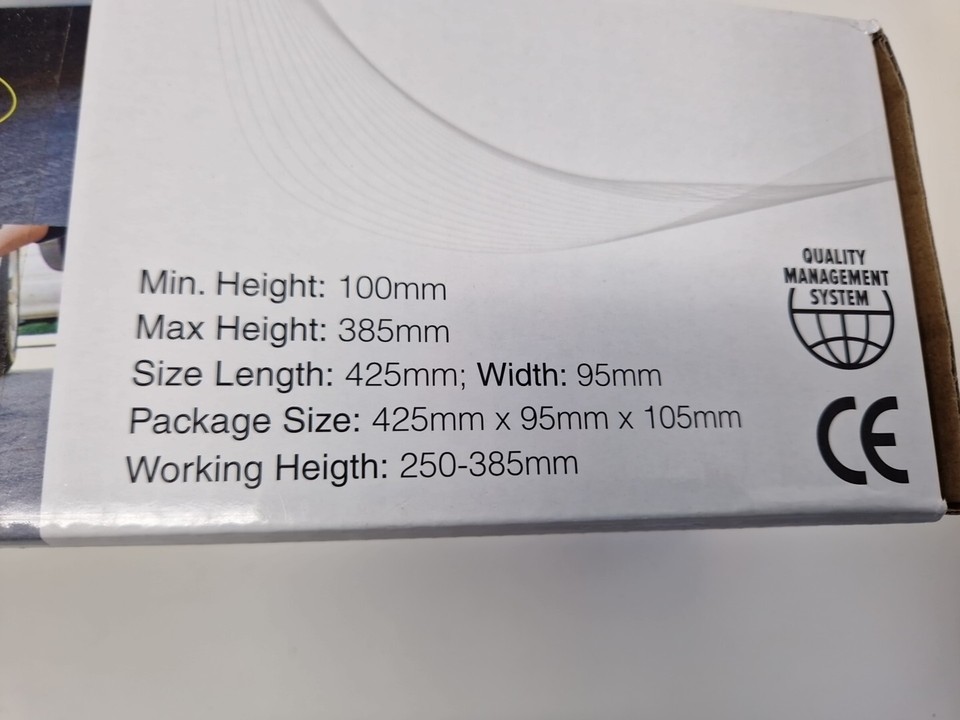 Min. Height: 100mm
Max Height: 385mm
Size Length: 425mm; Width: 95mm
Package Size: 425mm x 95mm x 105mm
Working Heigth: 250-385mm
QUALITY
MANAGEMENT
SYSTEM
CE